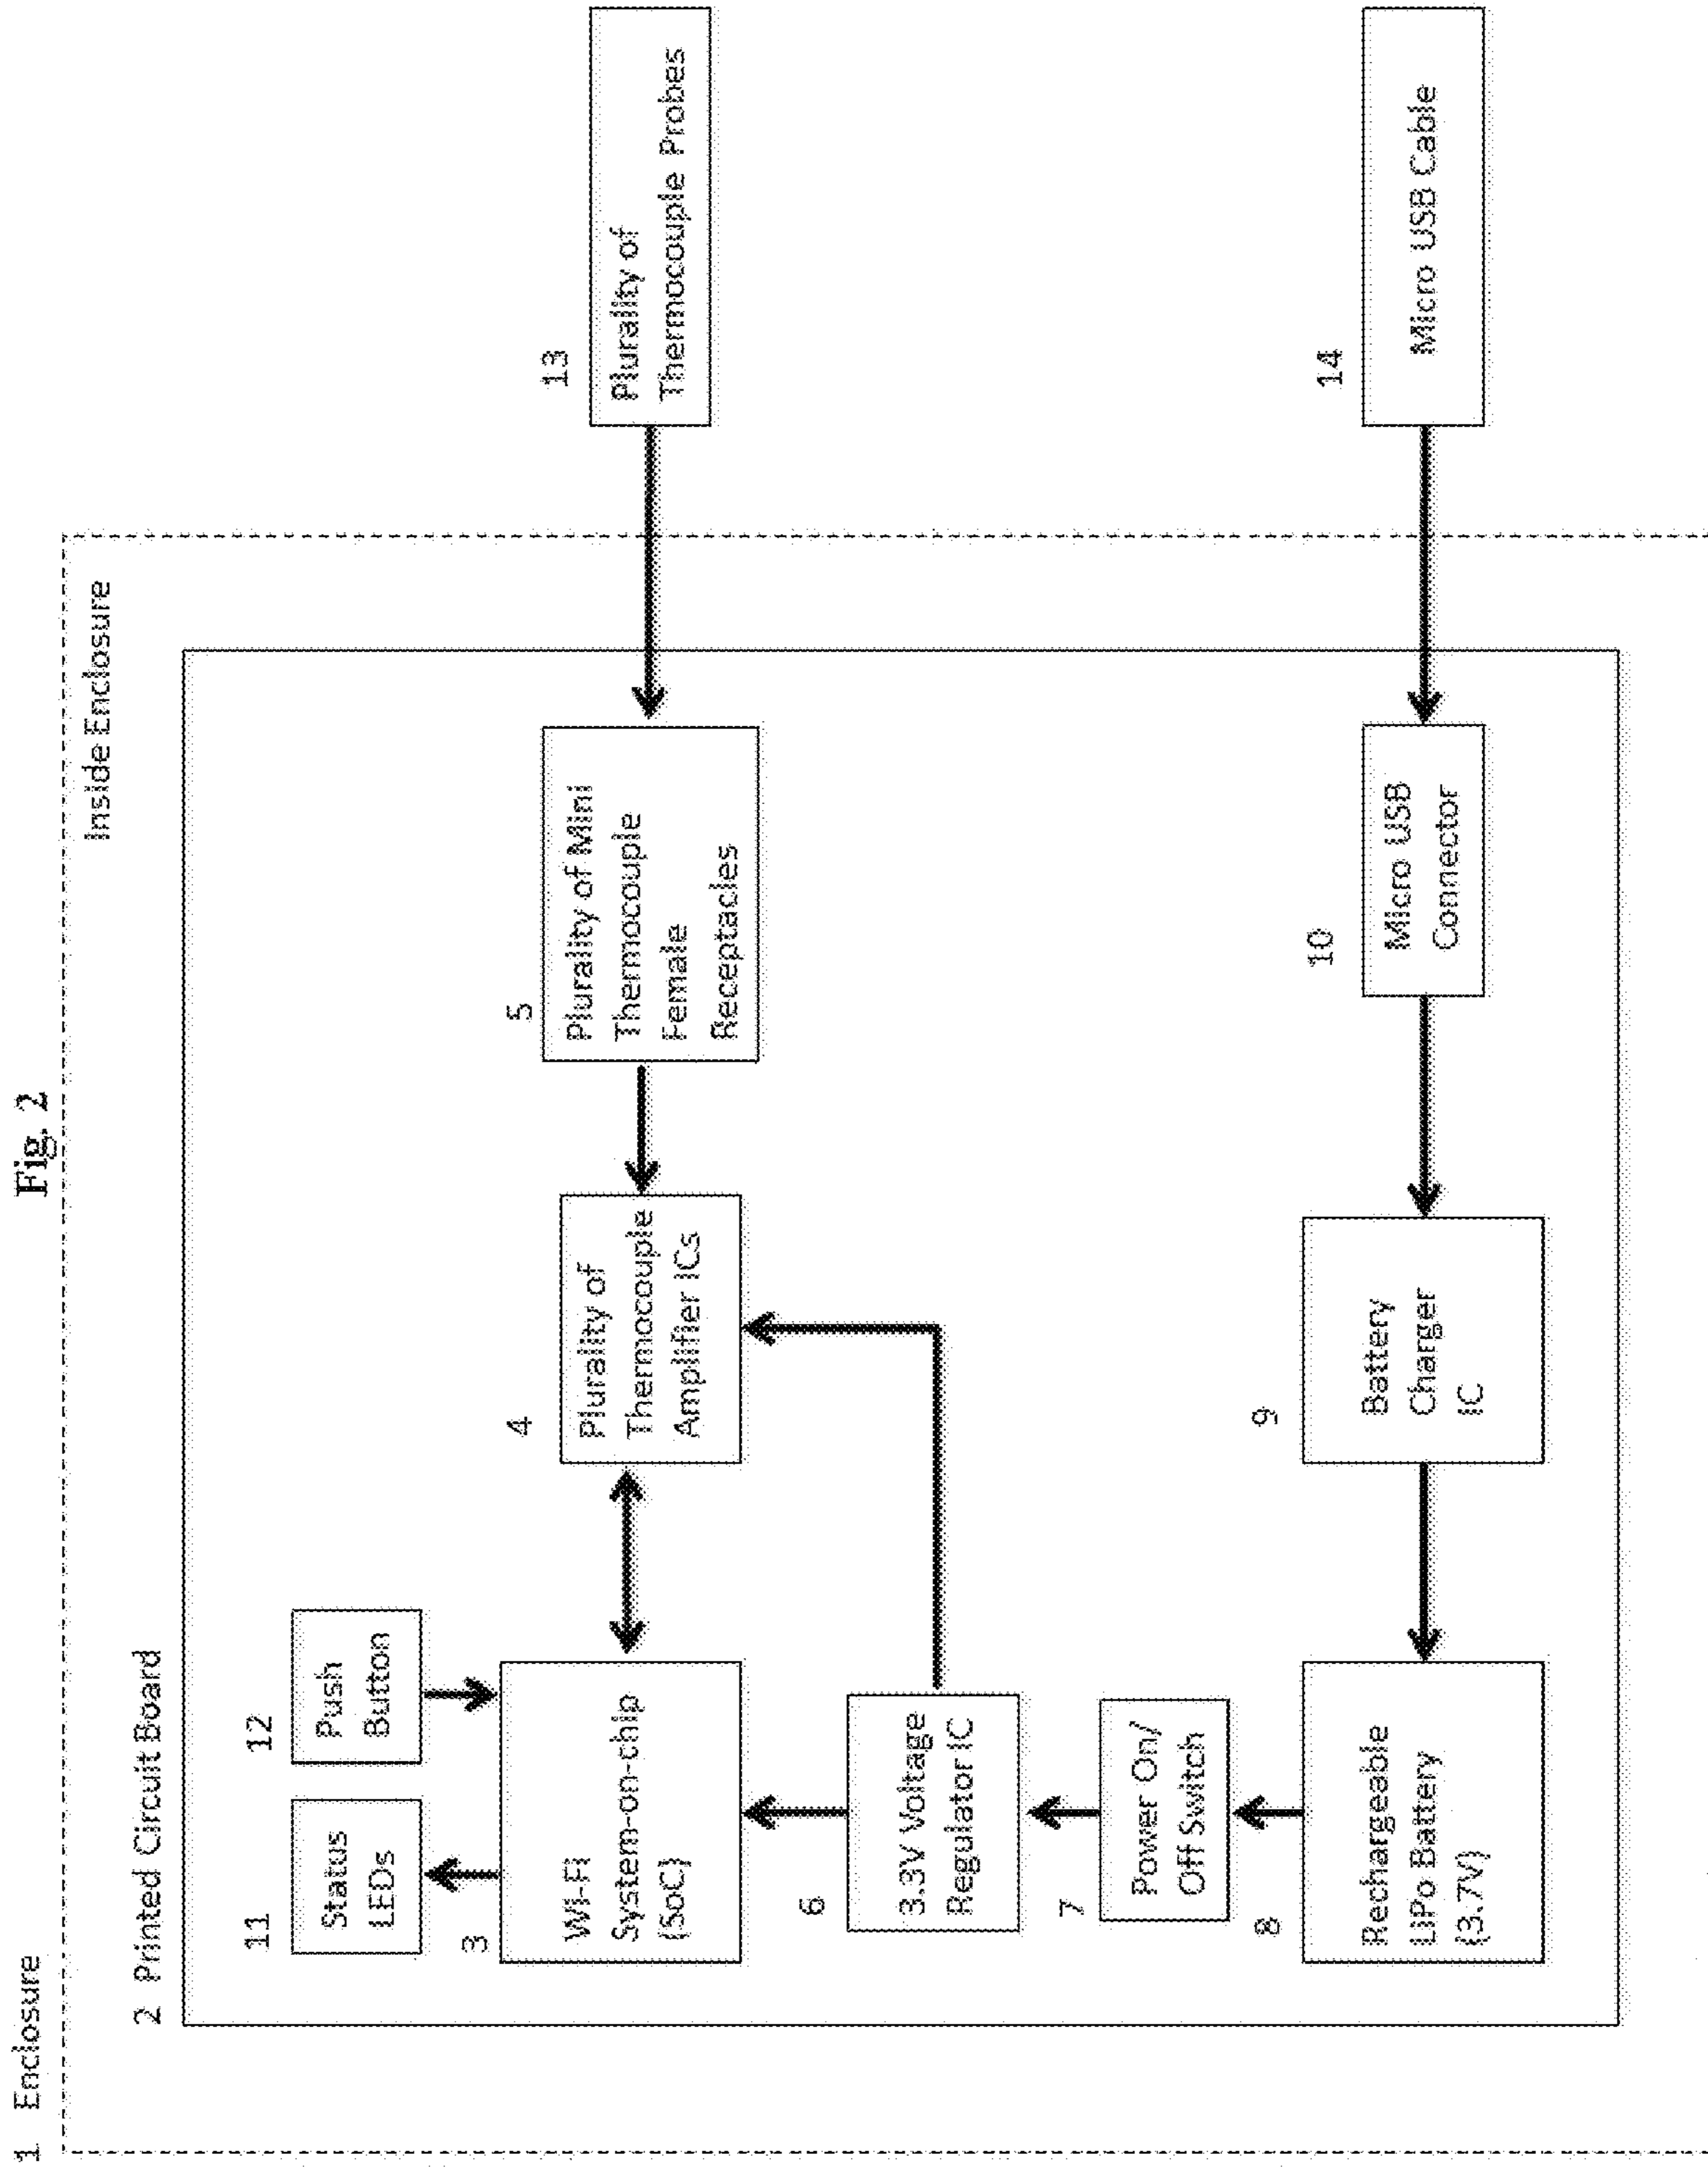 Fig. 2
1 Enclosure
Inside Enclosure
2 Printed Circuit Board
11
Status
LEDs
12
Push
Button
3
Wi-Fi
System-on-chip
(SoC)
4
Plurality of
Thermocouple
Amplifier ICs
5
Plurality of Mini
Thermocouple
Female
Receptacles
13
Plurality of
Thermocouple Probes
6
3.3V Voltage
Regulator IC
7
Power On/
Off Switch
8
Rechargeable
LiPo Battery
(3.7V)
9
Battery
Charger
IC
10
Micro USB
Connector
14
Micro USB Cable